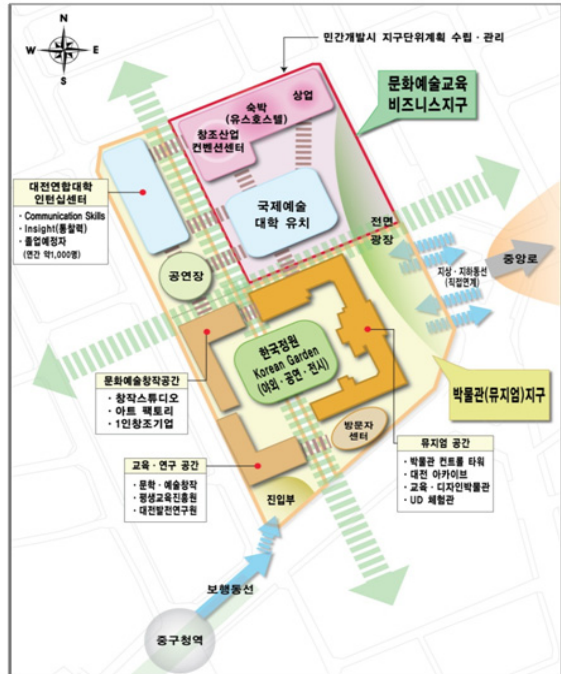 N
W
E
S
민간개발시 지구단위계획 수립 · 관리
문화예술교육
비즈니스지구
상업
숙박
(유스호스텔)
창조산업
컨벤션센터
대전연합대학
인턴십센터
· Communication Skills
· Insight(통찰력)
· 졸업예정자
(연간 약1,000명)
국제예술
대학 유치
전면
광장
공연장
지상 · 지하동선
(직접연계)
중앙로
한국정원
Korean Garden
(야외 · 공연 · 전시)
문화예술창작공간
· 창작스튜디오
· 아트 팩토리
· 1인창조기업
박물관(뮤지엄)지구
방문자
센터
뮤지엄 공간
· 박물관 컨트롤 타워
· 대전 아카이브
· 교육 · 디자인박물관
· UD 체험관
교육 · 연구 공간
· 문학 · 예술창작
· 평생교육진흥원
· 대전발전연구원
진입부
보행동선
중구청역